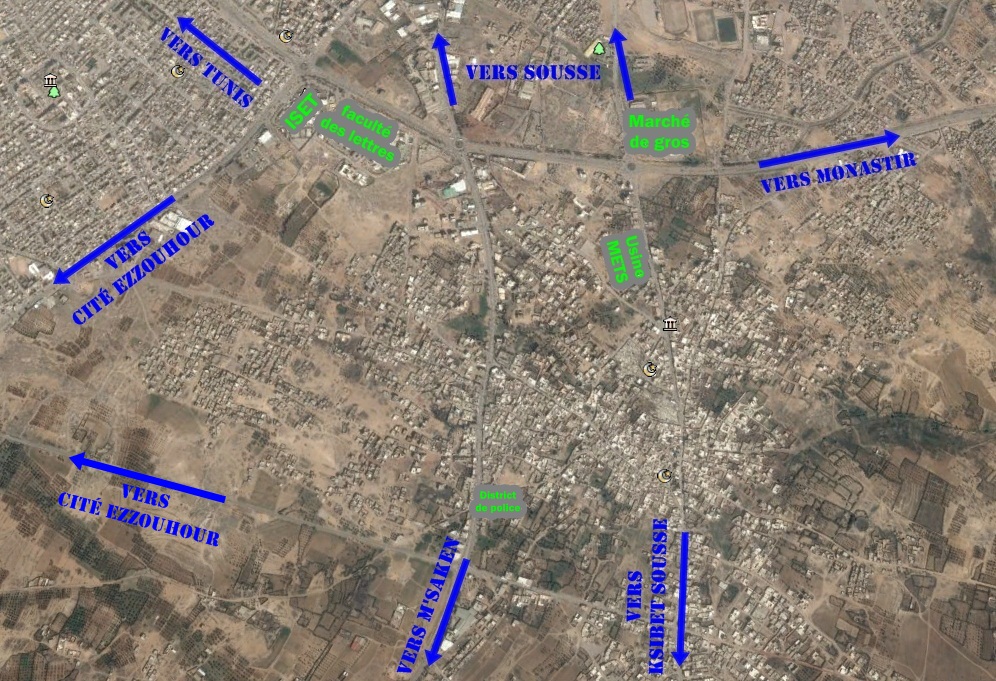 VERS TUNIS
VERS SOUSSE
ISET
faculté
des lettres
Marché
de gros
VERS MONASTIR
VERS
CITÉ EZZOUHOUR
Usine
METS
VERS
CITÉ EZZOUHOUR
District
de police
VERS M'SAKEN
VERS
KSIBET SOUSSE